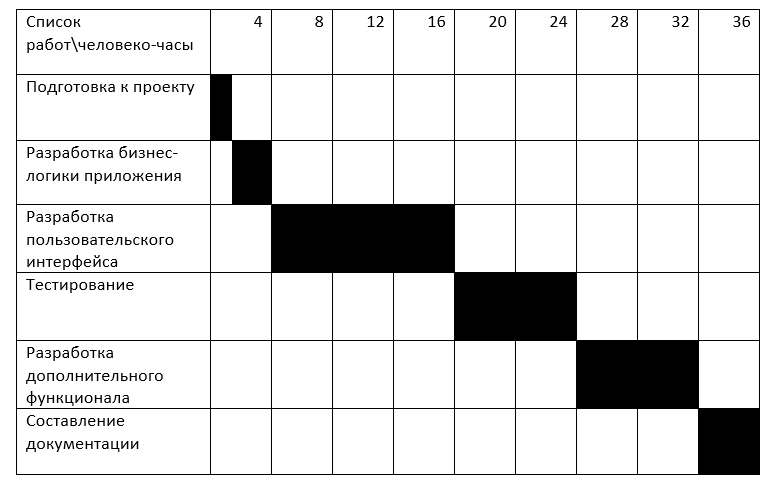 Список
работ\человеко-часы
4 8 12 16 20 24 28 32 36
Подготовка к проекту
Разработка бизнес-
логики приложения
Разработка
пользовательского
интерфейса
Тестирование
Разработка
дополнительного
функционала
Составление
документации